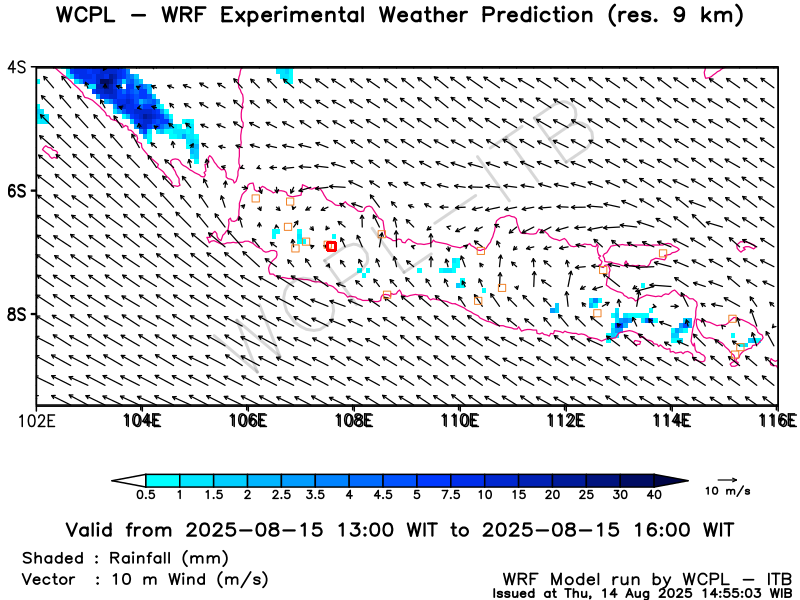 WCPL – WRF Experimental Weather Prediction (res. 9 km)
4S
6S
8S
102E 104E 106E 108E 110E 112E 114E 116E
WCPL-ITB
0.5 1 1.5 2 2.5 3.5 4 4.5 5 7.5 10 15 20 25 30 40
10 m/s
Valid from 2025-08-15 13:00 WIT to 2025-08-15 16:00 WIT
Shaded : Rainfall (mm)
Vector : 10 m Wind (m/s)
WRF Model run by WCPL – ITB
Issued at Thu, 14 Aug 2025 14:55:03 WIB